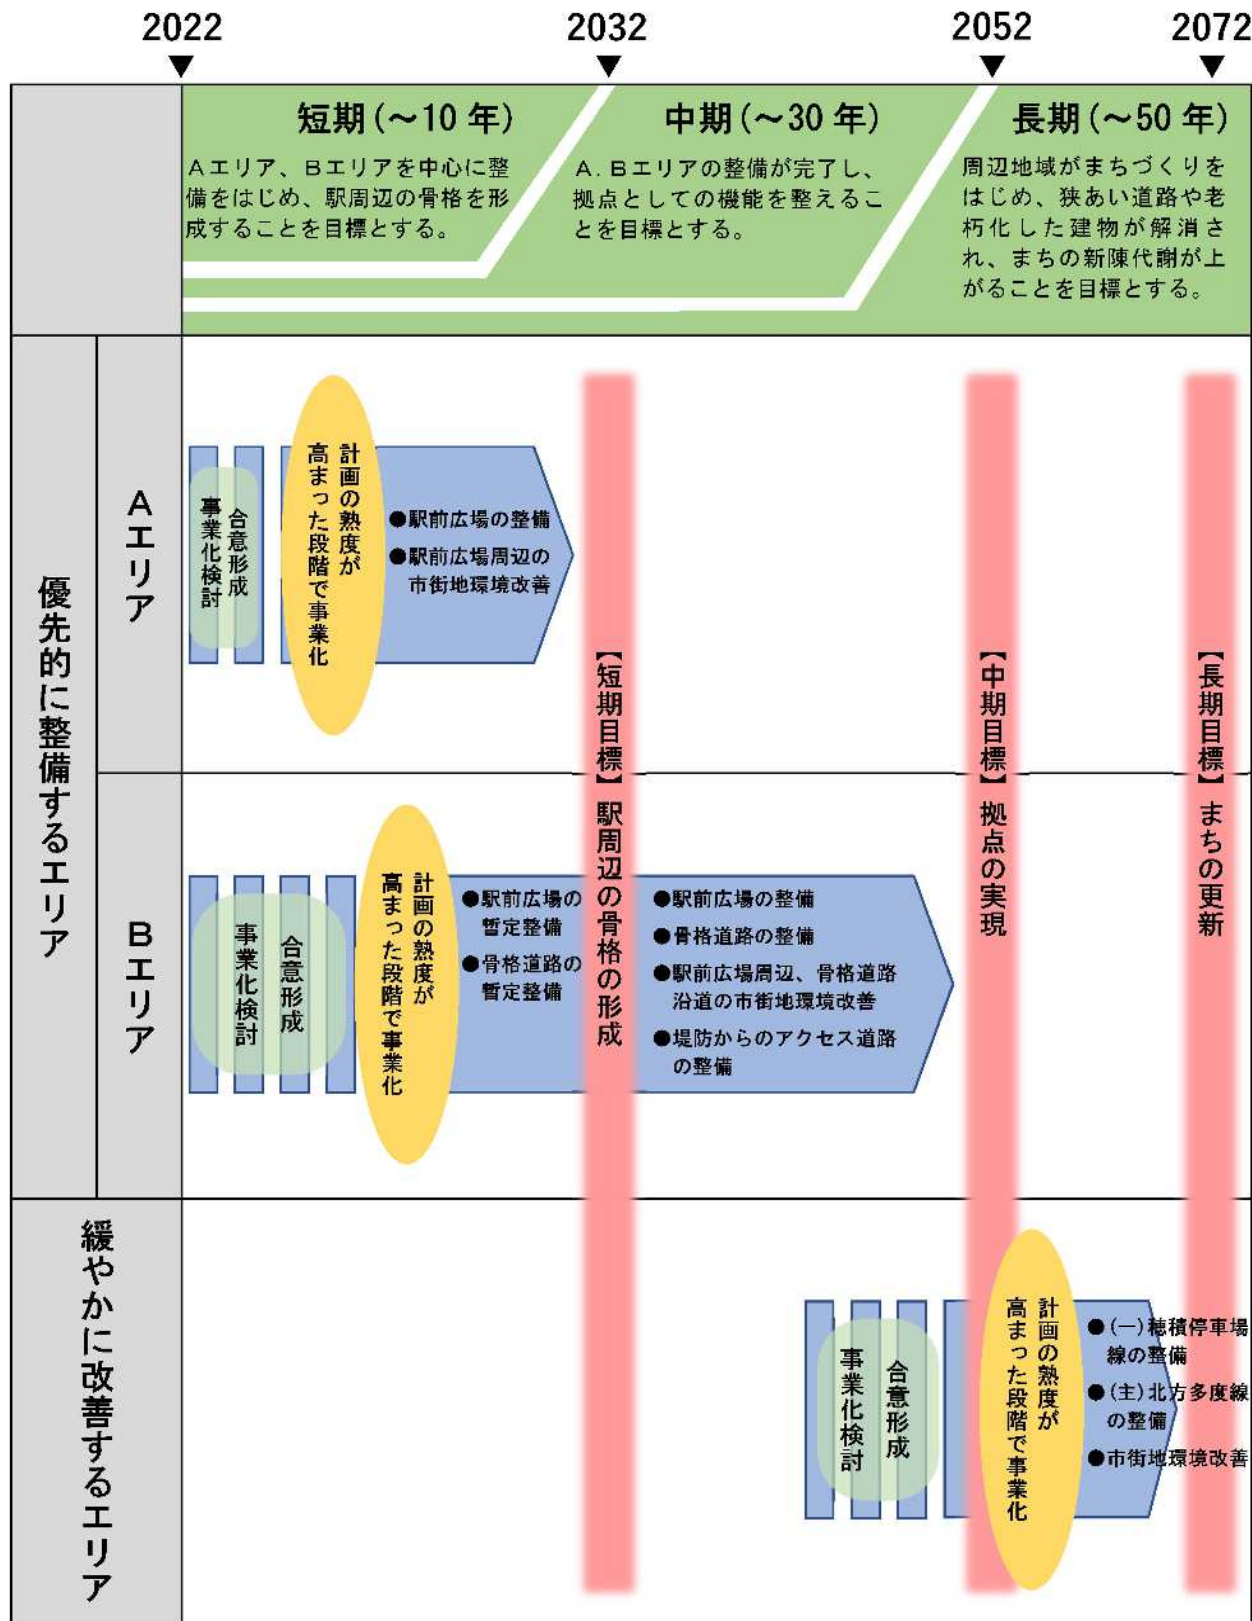 2022
2032
2052
2072
短期(～10年)
Aエリア、Bエリアを中心に整
備をはじめ、駅周辺の骨格を形
成することを目標とする。
中期(～30年)
A.Bエリアの整備が完了し、
拠点としての機能を整えるこ
とを目標とする。
長期(～50年)
周辺地域がまちづくりを
はじめ、狭あい道路や老
朽化した建物が解消さ
れ、まちの新陳代謝が上
がることを目標とする。
優先的に整備するエリア
Aエリア
合意形成
事業化検討
計画の熟度が
高まった段階で事業化
●駅前広場の整備
●駅前広場周辺の
市街地環境改善
Bエリア
合意形成
事業化検討
計画の熟度が
高まった段階で事業化
●駅前広場の
暫定整備
●骨格道路の
暫定整備
●駅前広場の整備
●骨格道路の整備
●駅前広場周辺、骨格道路
沿道の市街地環境改善
●堤防からのアクセス道路
の整備
【短期目標】駅周辺の骨格の形成
【中期目標】拠点の実現
【長期目標】まちの更新
緩やかに改善するエリア
合意形成
事業化検討
計画の熟度が
高まった段階で事業化
●(一)穂積停車場
線の整備
●(主)北方多度線
の整備
●市街地環境改善